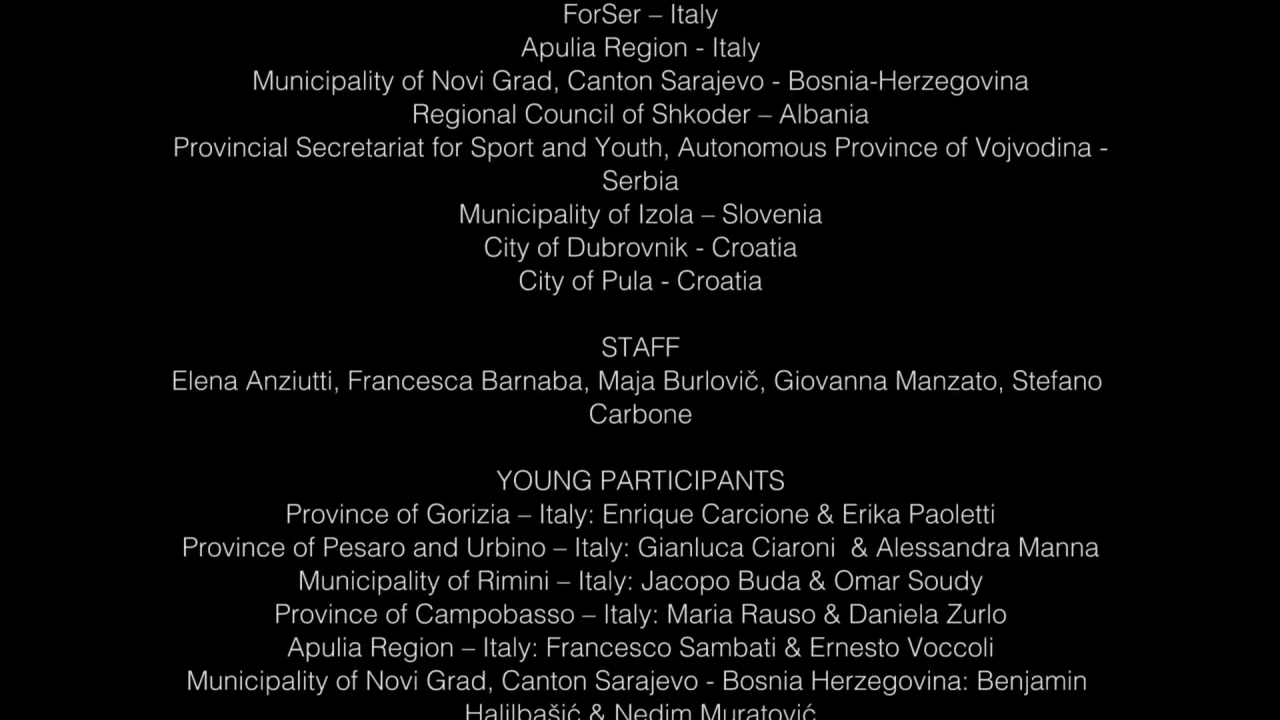 ForSer – Italy
Apulia Region - Italy
Municipality of Novi Grad, Canton Sarajevo - Bosnia-Herzegovina
Regional Council of Shkoder – Albania
Provincial Secretariat for Sport and Youth, Autonomous Province of Vojvodina -
Serbia
Municipality of Izola – Slovenia
City of Dubrovnik - Croatia
City of Pula - Croatia
STAFF
Elena Anziutti, Francesca Barnaba, Maja Burlovič, Giovanna Manzato, Stefano
Carbone
YOUNG PARTICIPANTS
Province of Gorizia – Italy: Enrique Carcione & Erika Paoletti
Province of Pesaro and Urbino – Italy: Gianluca Ciaroni  & Alessandra Manna
Municipality of Rimini – Italy: Jacopo Buda & Omar Soudy
Province of Campobasso – Italy: Maria Rauso & Daniela Zurlo
Apulia Region – Italy: Francesco Sambati & Ernesto Voccoli
Municipality of Novi Grad, Canton Sarajevo - Bosnia Herzegovina: Benjamin
Halilbašić & Nedim Muratović